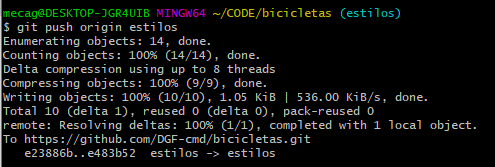 mecag@DESKTOP-JGR4UIB MINGW64 ~/CODE/bicicletas (estilos)
$ git push origin estilos
Enumerating objects: 14, done.
Counting objects: 100% (14/14), done.
Delta compression using up to 8 threads
Compressing objects: 100% (9/9), done.
Writing objects: 100% (10/10), 1.05 KiB | 536.00 KiB/s, done.
Total 10 (delta 1), reused 0 (delta 0), pack-reused 0
remote: Resolving deltas: 100% (1/1), completed with 1 local object.
To https://github.com/DGF-cmd/bicicletas.git
   e23886b..e483b52  estilos -> estilos